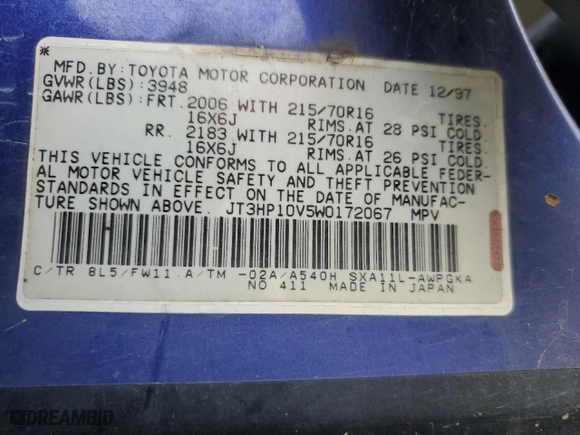 *
MFD. BY: TOYOTA MOTOR CORPORATION DATE 12/97
GVWR(LBS):3948
GAWR(LBS): FRT. 2006 WITH 215/70R16 TIRES.
16X6J RIMS. AT 28 PSI COLD.
RR. 2183 WITH 215/70R16 TIRES.
16X6J RIMS. AT 26 PSI COLD.
THIS VEHICLE CONFORMS TO ALL APPLICABLE FEDER-
AL MOTOR VEHICLE SAFETY AND THEFT PREVENTION
STANDARDS IN EFFECT ON THE DATE OF MANUFAC-
TURE SHOWN ABOVE. JT3HP10V5W0172067 MPV
C/TR 8L5/FW11 A/TM -02A/A540H SXA11L-AWPGKA
NO 411 MADE IN JAPAN
DREAMBID